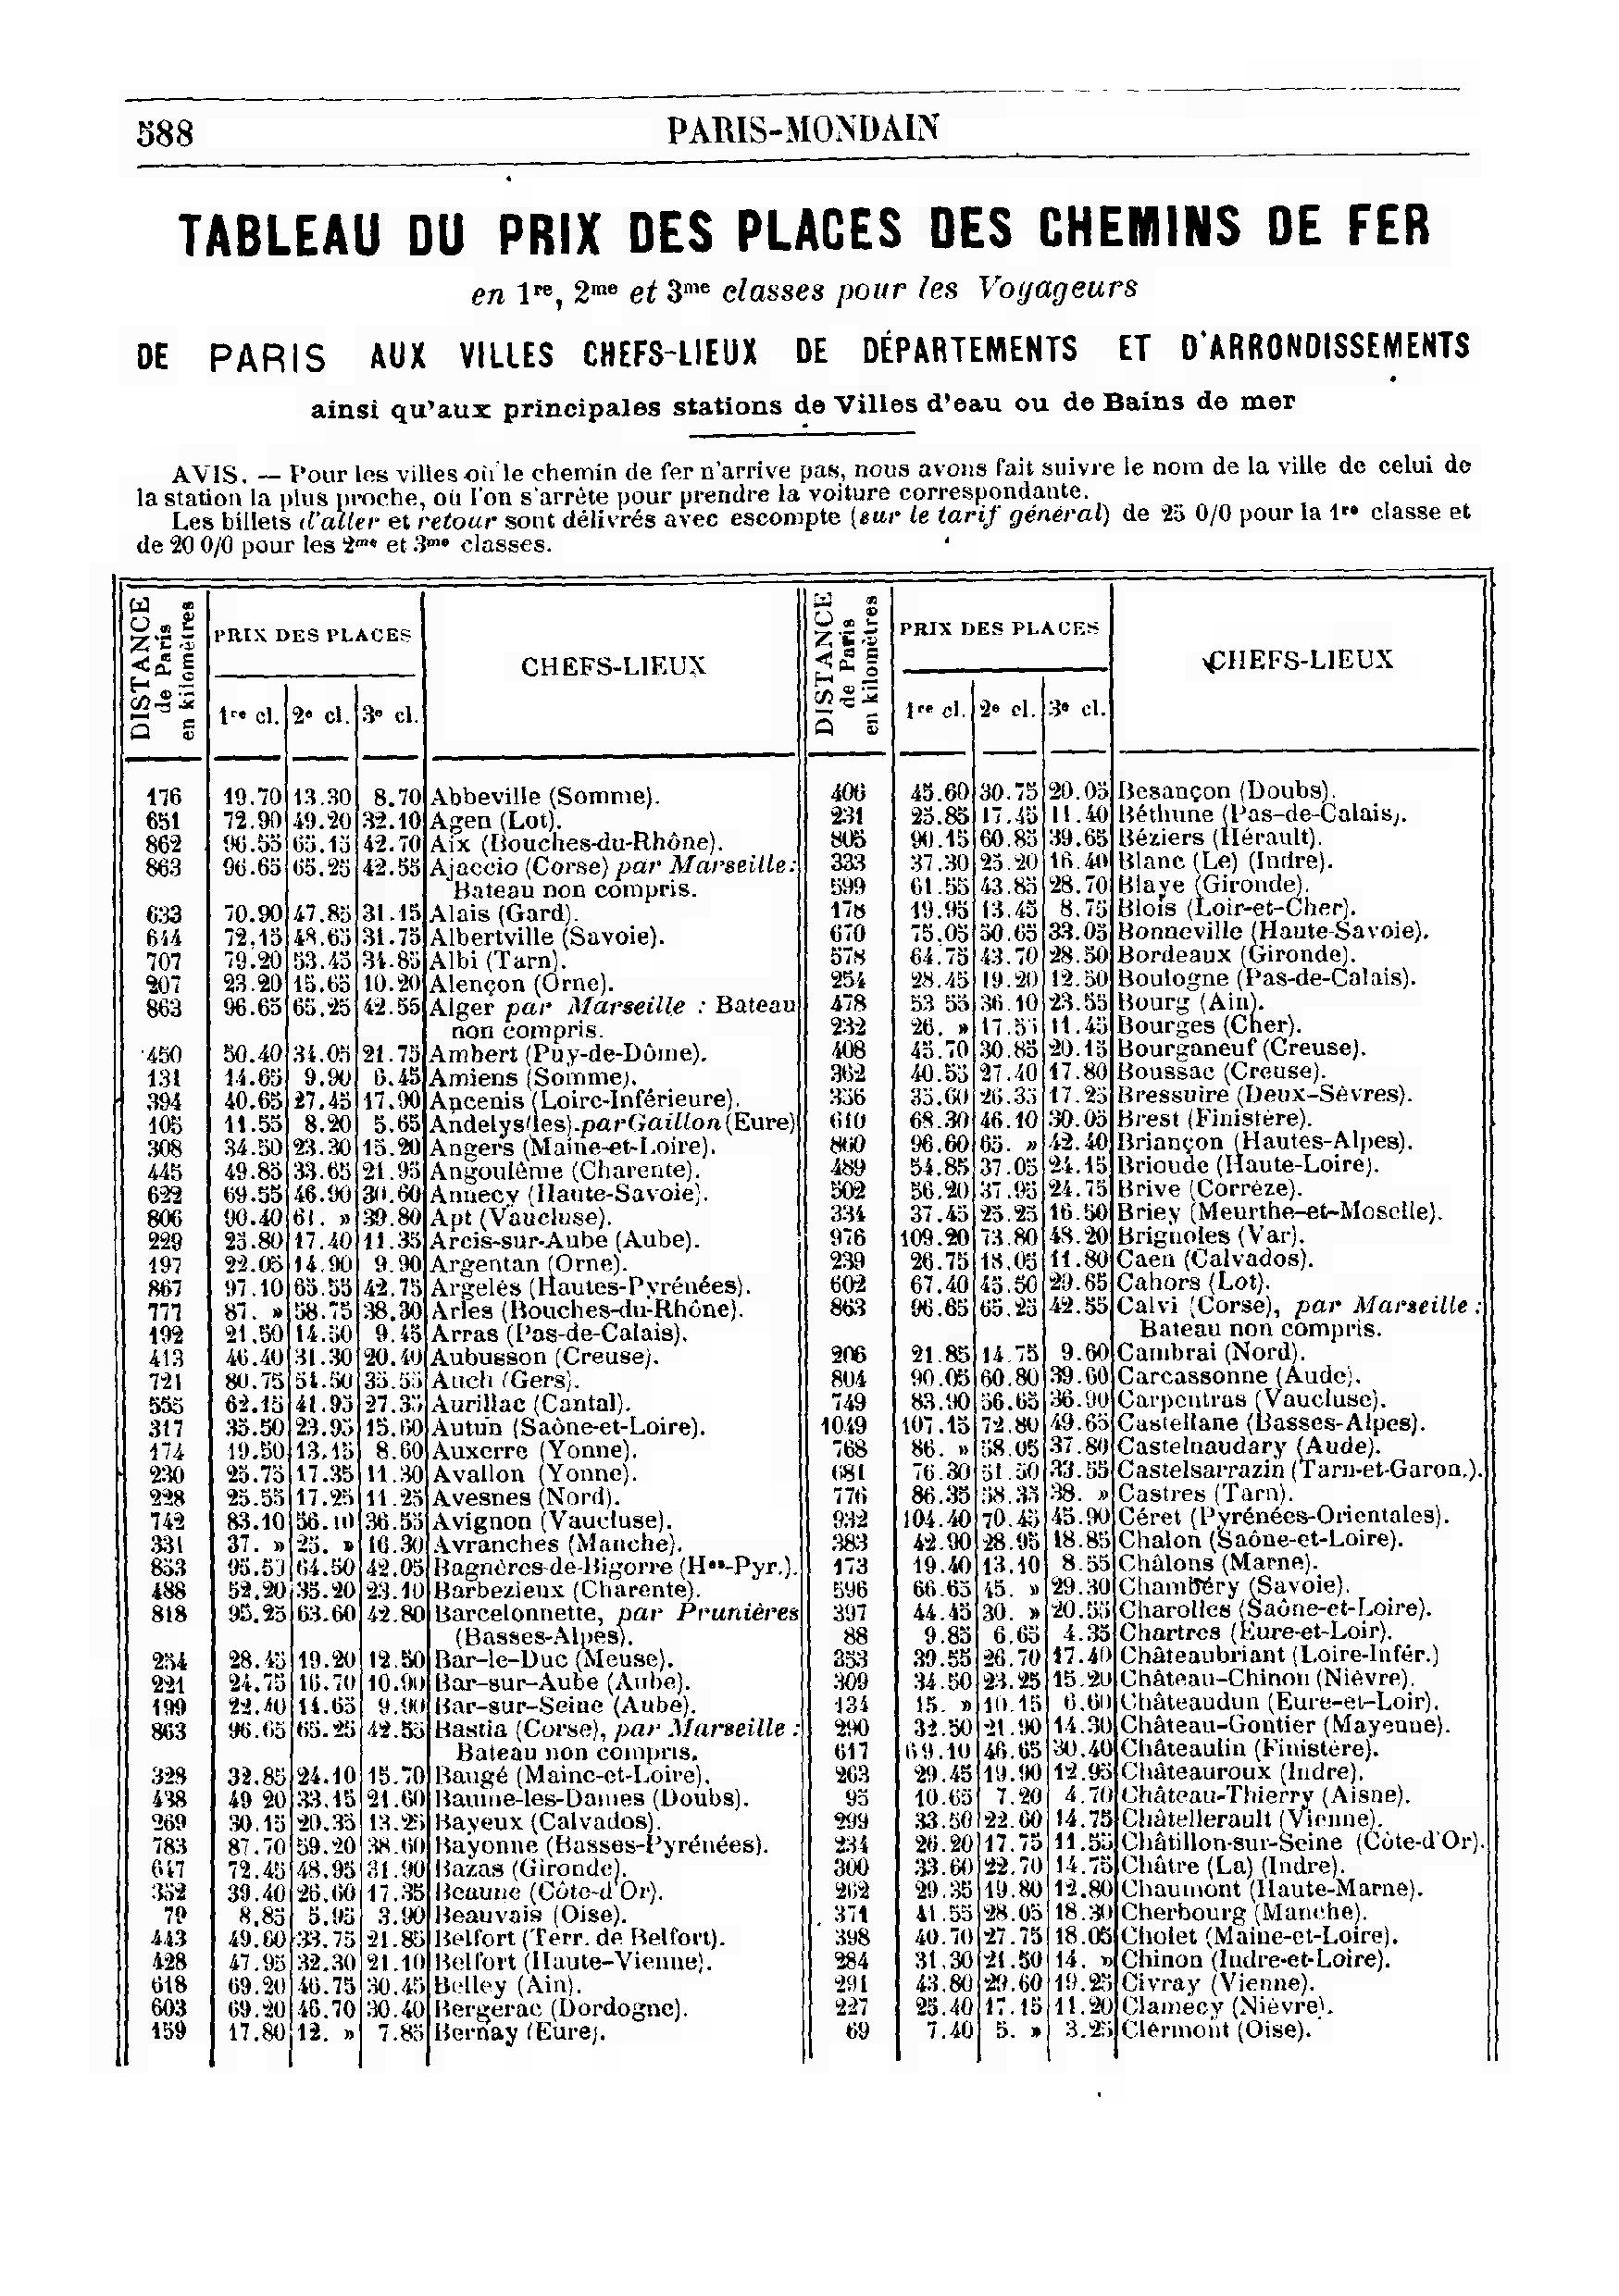 588
PARIS-MONDAIN
TABLEAU DU PRIX DES PLACES DES CHEMINS DE FER
en 1re, 2me et 3me classes pour les Voyageurs
DE PARIS AUX VILLES CHEFS-LIEUX DE DÉPARTEMENTS ET D'ARRONDISSEMENTS
ainsi qu'aux principales stations de Villes d'eau ou de Bains de mer
AVIS. — Pour les villes où le chemin de fer n'arrive pas, nous avons fait suivre le nom de la ville de celui de
la station la plus proche, où l'on s'arrête pour prendre la voiture correspondante.
Les billets d'aller et retour sont délivrés avec escompte (sur le tarif général) de 25 0/0 pour la 1re classe et
de 20 0/0 pour les 2me et 3me classes.
DISTANCE de Paris en kilomètres
PRIX DES PLACES
1re cl. 2e cl. 3e cl.
CHEFS-LIEUX
176 19.70 13.30 8.70 Abbeville (Somme).
651 72.90 49.20 32.10 Agen (Lot).
862 96.55 65.15 42.70 Aix (Bouches-du-Rhône).
863 96.65 65.25 42.55 Ajaccio (Corse) par Marseille:
Bateau non compris.
633 70.90 47.85 31.15 Alais (Gard).
644 72.15 48.65 31.75 Albertville (Savoie).
707 79.20 53.45 34.85 Albi (Tarn).
207 23.20 15.65 10.20 Alençon (Orne).
863 96.65 65.25 42.55 Alger par Marseille : Bateau
non compris.
450 50.40 34.05 21.75 Ambert (Puy-de-Dôme).
131 14.65 9.90 6.45 Amiens (Somme).
394 40.65 27.45 17.90 Ancenis (Loire-Inférieure).
105 11.55 8.20 5.65 Andelys (les). par Gaillon (Eure)
308 34.50 23.30 15.20 Angers (Maine-et-Loire).
445 49.85 33.65 21.95 Angoulême (Charente).
622 69.55 46.90 30.60 Annecy (Haute-Savoie).
806 90.40 61. » 39.80 Apt (Vaucluse).
229 25.80 17.40 11.35 Arcis-sur-Aube (Aube).
197 22.05 14.90 9.90 Argentan (Orne).
867 97.10 65.55 42.75 Argelès (Hautes-Pyrénées).
777 87. » 58.75 38.30 Arles (Bouches-du-Rhône).
192 21.50 14.50 9.45 Arras (Pas-de-Calais).
413 46.40 31.30 20.40 Aubusson (Creuse).
721 80.75 54.50 35.55 Auch (Gers).
555 62.15 41.95 27.35 Aurillac (Cantal).
317 35.50 23.95 15.60 Autun (Saône-et-Loire).
174 19.50 13.15 8.60 Auxerre (Yonne).
230 25.75 17.35 11.30 Avallon (Yonne).
228 25.55 17.25 11.25 Avesnes (Nord).
742 83.10 56.10 36.55 Avignon (Vaucluse).
331 37. » 25. » 16.30 Avranches (Manche).
853 95.50 64.50 42.05 Bagnères-de-Bigorre (Hes-Pyr.).
488 52.20 35.20 23.10 Barbezieux (Charente).
818 95.25 63.60 42.80 Barcelonnette, par Prunières
(Basses-Alpes).
254 28.45 19.20 12.50 Bar-le-Duc (Meuse).
221 24.75 16.70 10.90 Bar-sur-Aube (Aube).
199 22.40 14.65 9.90 Bar-sur-Seine (Aube).
863 96.65 65.25 42.55 Bastia (Corse), par Marseille :
Bateau non compris.
328 32.85 24.10 15.70 Baugé (Maine-et-Loire).
438 49 20 33.15 21.60 Baume-les-Dames (Doubs).
269 30.15 20.35 13.25 Bayeux (Calvados).
783 87.70 59.20 38.60 Bayonne (Basses-Pyrénées).
647 72.45 48.95 31.90 Bazas (Gironde).
352 39.40 26.60 17.35 Beaune (Côte-d'Or).
79 8.85 5.95 3.90 Beauvais (Oise).
443 49.60 33.75 21.85 Belfort (Terr. de Belfort).
428 47.95 32.30 21.10 Belfort (Haute-Vienne).
618 69.20 46.75 30.45 Belley (Ain).
603 69.20 46.70 30.40 Bergerac (Dordogne).
159 17.80 12. » 7.85 Bernay (Eure).
DISTANCE de Paris en kilomètres
PRIX DES PLACES
1re cl. 2e cl. 3e cl.
CHEFS-LIEUX
406 45.60 30.75 20.05 Besançon (Doubs).
231 25.85 17.45 11.40 Béthune (Pas-de-Calais).
805 90.15 60.85 39.65 Béziers (Hérault).
333 37.30 25.20 16.40 Blanc (Le) (Indre).
599 61.55 43.85 28.70 Blaye (Gironde).
178 19.95 13.45 8.75 Blois (Loir-et-Cher).
670 75.05 50.65 33.05 Bonneville (Haute-Savoie).
578 64.75 43.70 28.50 Bordeaux (Gironde).
254 28.45 19.20 12.50 Boulogne (Pas-de-Calais).
478 53 55 36.10 23.55 Bourg (Ain).
232 26. » 17.55 11.45 Bourges (Cher).
408 45.70 30.85 20.15 Bourganeuf (Creuse).
362 40.55 27.40 17.80 Boussac (Creuse).
356 35.60 26.35 17.25 Bressuire (Deux-Sèvres).
610 68.30 46.10 30.05 Brest (Finistère).
860 96.60 65. » 42.40 Briançon (Hautes-Alpes).
489 54.85 37.05 24.15 Brioude (Haute-Loire).
502 56.20 37.95 24.75 Brive (Corrèze).
334 37.45 25.25 16.50 Briey (Meurthe-et-Moselle).
976 109.20 73.80 48.20 Brignoles (Var).
239 26.75 18.05 11.80 Caen (Calvados).
602 67.40 45.50 29.65 Cahors (Lot).
863 96.65 65.25 42.55 Calvi (Corse), par Marseille :
Bateau non compris.
206 21.85 14.75 9.60 Cambrai (Nord).
804 90.05 60.80 39.60 Carcassonne (Aude).
749 83.90 56.65 36.90 Carpentras (Vaucluse).
1049 107.15 72.80 49.65 Castellane (Basses-Alpes).
768 86. » 58.05 37.80 Castelnaudary (Aude).
681 76.30 51.50 33.55 Castelsarrazin (Tarn-et-Garon.).
776 86.35 58.35 38. » Castres (Tarn).
932 104.40 70.45 45.90 Céret (Pyrénées-Orientales).
383 42.90 28.95 18.85 Chalon (Saône-et-Loire).
173 19.40 13.10 8.55 Châlons (Marne).
596 66.65 45. » 29.30 Chambéry (Savoie).
397 44.45 30. » 20.55 Charolles (Saône-et-Loire).
88 9.85 6.65 4.35 Chartres (Eure-et-Loir).
353 39.55 26.70 17.40 Châteaubriant (Loire-Infér.)
309 34.50 23.25 15.20 Château-Chinon (Nièvre).
134 15. » 10.15 6.60 Châteaudun (Eure-et-Loir).
290 32.50 21.90 14.30 Château-Gontier (Mayenne).
617 69.10 46.65 30.40 Châteaulin (Finistère).
263 29.45 19.90 12.95 Châteauroux (Indre).
95 10.65 7.20 4.70 Château-Thierry (Aisne).
299 33.50 22.60 14.75 Châtellerault (Vienne).
234 26.20 17.75 11.55 Châtillon-sur-Seine (Côte-d'Or).
300 33.60 22.70 14.75 Châtre (La) (Indre).
262 29.35 19.80 12.80 Chaumont (Haute-Marne).
371 41.55 28.05 18.30 Cherbourg (Manche).
398 40.70 27.75 18.05 Cholet (Maine-et-Loire).
284 31.30 21.50 14. » Chinon (Indre-et-Loire).
291 43.80 29.60 19.25 Civray (Vienne).
227 25.40 17.15 11.20 Clamecy (Nièvre).
69 7.40 5. » 3.25 Clermont (Oise).